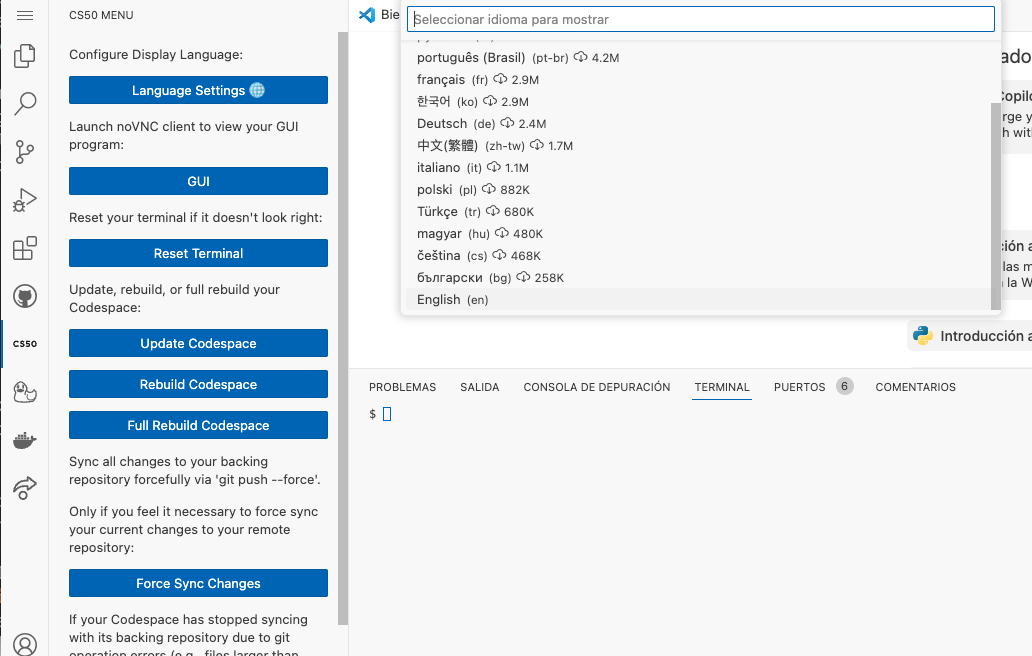 CS50 MENU
Configure Display Language:
Language Settings 🌐
Launch noVNC client to view your GUI
program:
GUI
Reset your terminal if it doesn't look right:
Reset Terminal
Update, rebuild, or full rebuild your
Codespace:
Update Codespace
Rebuild Codespace
Full Rebuild Codespace
Sync all changes to your backing
repository forcefully via 'git push --force'.
Only if you feel it necessary to force sync
your current changes to your remote
repository:
Force Sync Changes
If your Codespace has stopped syncing
with its backing repository due to git
operation errors (e.g., files larger than
CS50
Bie
Seleccionar idioma para mostrar
português (Brasil) (pt-br) 4.2M
français (fr) 2.9M
한국어 (ko) 2.9M
Deutsch (de) 2.4M
中文(繁體) (zh-tw) 1.7M
italiano (it) 1.1M
polski (pl) 882K
Türkçe (tr) 680K
magyar (hu) 480K
čeština (cs) 468K
български (bg) 258K
English (en)
ado
Copilo
rge y
h wit
ión a
las m
la W
Introducción a
PROBLEMAS SALIDA CONSOLA DE DEPURACIÓN TERMINAL PUERTOS 6 COMENTARIOS
$